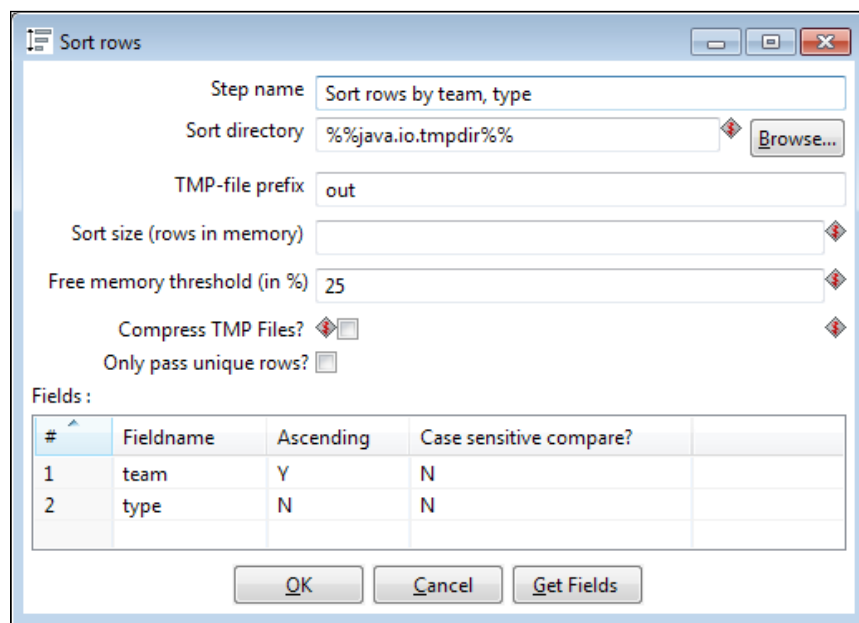 Sort rows
Step name Sort rows by team, type
Sort directory %%java.io.tmpdir%% Browse...
TMP-file prefix out
Sort size (rows in memory)
Free memory threshold (in %) 25
Compress TMP Files?
Only pass unique rows?
Fields :
# Fieldname Ascending Case sensitive compare?
1 team Y N
2 type N N
OK Cancel Get Fields